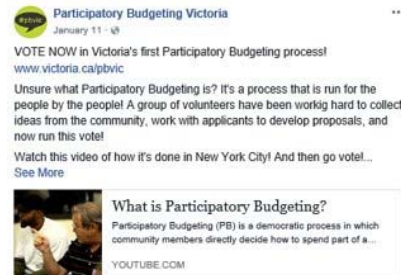 #pbvic
Participatory Budgeting Victoria
January 11 ·
VOTE NOW in Victoria's first Participatory Budgeting process!
www.victoria.ca/pbvic
Unsure what Participatory Budgeting is? It's a process that is run for the
people by the people! A group of volunteers have been workig hard to collect
ideas from the community, work with applicants to develop proposals, and
now run this vote!
Watch this video of how it's done in New York City! And then go vote!...
See More
What is Participatory Budgeting?
Participatory Budgeting (PB) is a democratic process in which
community members directly decide how to spend part of a...
YOUTUBE.COM